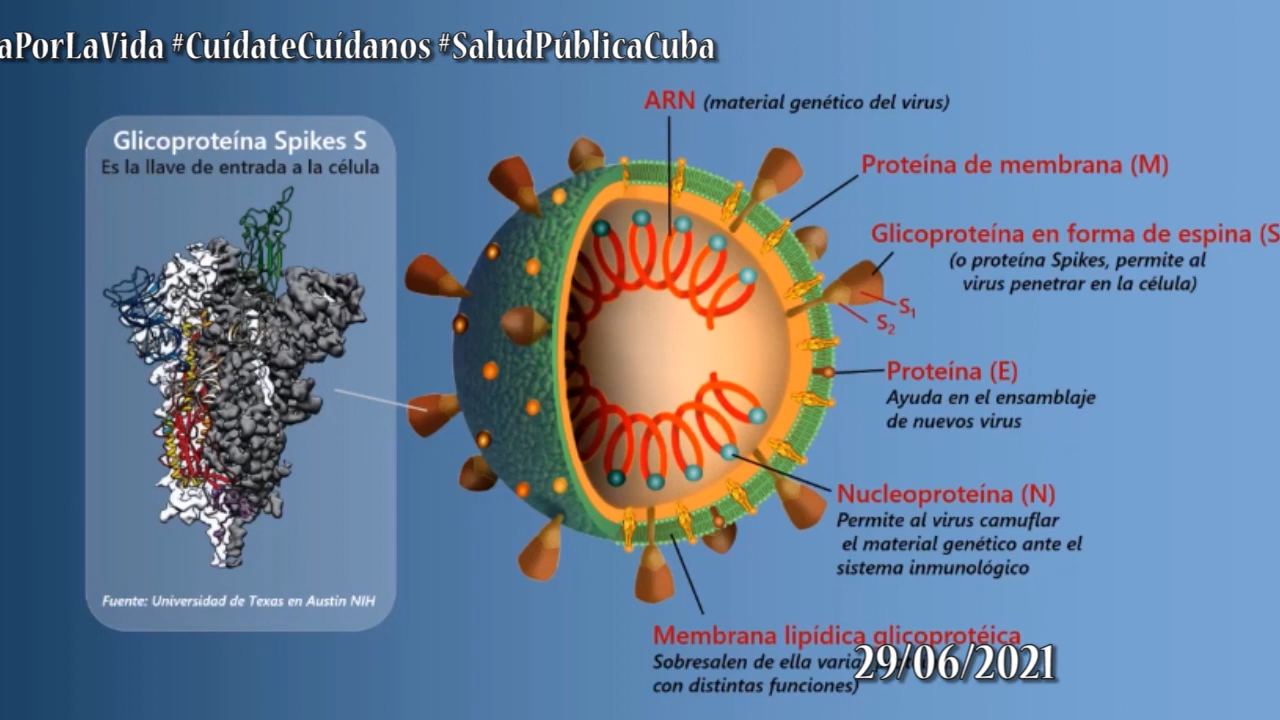 aPorLaVida #CuídateCuídanos #SaludPúblicaCuba
Glicoproteína Spikes S
Es la llave de entrada a la célula
Fuente: Universidad de Texas en Austin NIH
ARN (material genético del virus)
Proteína de membrana (M)
Glicoproteína en forma de espina (S
(o proteína Spikes, permite al
virus penetrar en la célula)
S₁
S₂
Proteína (E)
Ayuda en el ensamblaje
de nuevos virus
Nucleoproteína (N)
Permite al virus camuflar
el material genético ante el
sistema inmunológico
Membrana lipídica glicoprotéica
Sobresalen de ella
con distintas funciones)
29/06/2021